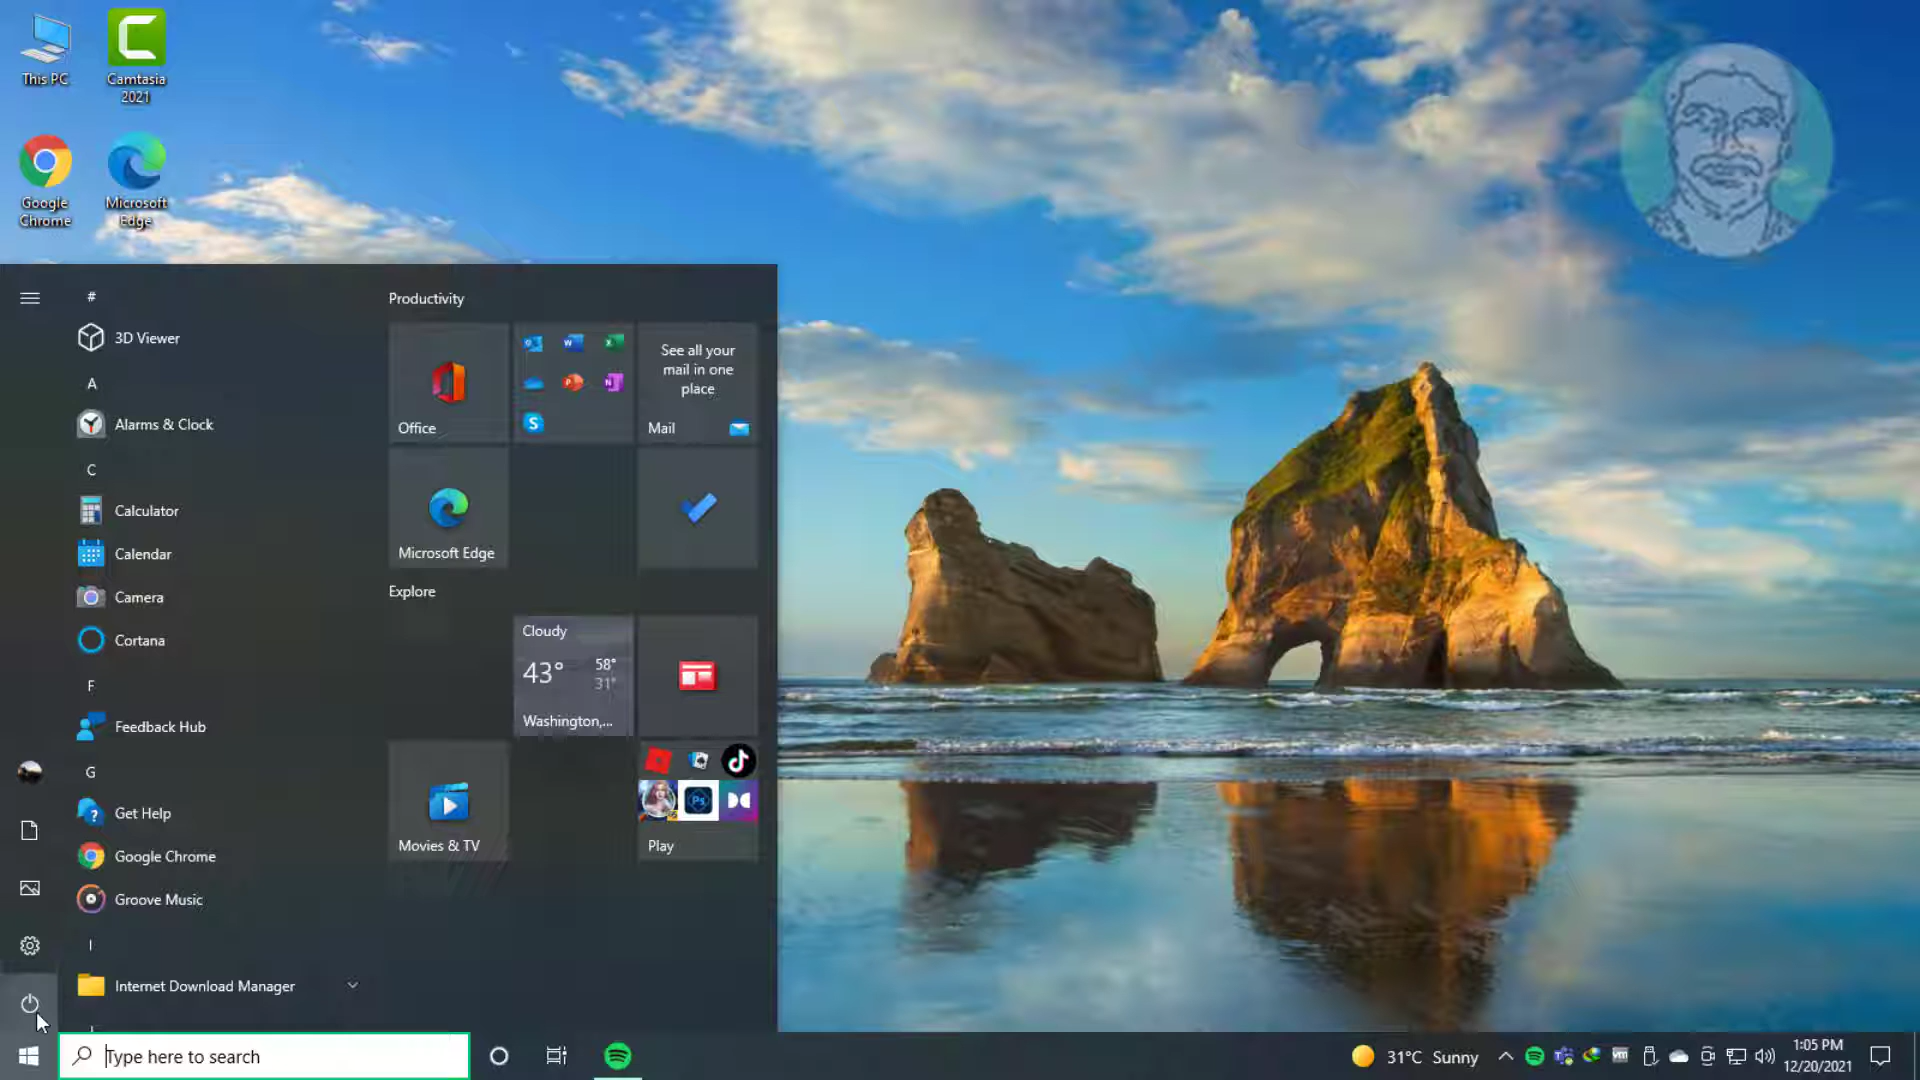 This PC
Camtasia
2021
Google
Chrome
Microsoft
Edge
#
3D Viewer
A
Alarms & Clock
C
Calculator
Calendar
Camera
Cortana
F
Feedback Hub
G
Get Help
Google Chrome
Groove Music
I
Internet Download Manager
Productivity
Office
See all your
mail in one
place
Mail
Microsoft Edge
Explore
Cloudy
43°
58°
31°
Washington,...
Movies & TV
Ps
Play
Type here to search
31°C Sunny
1:05 PM
12/20/2021